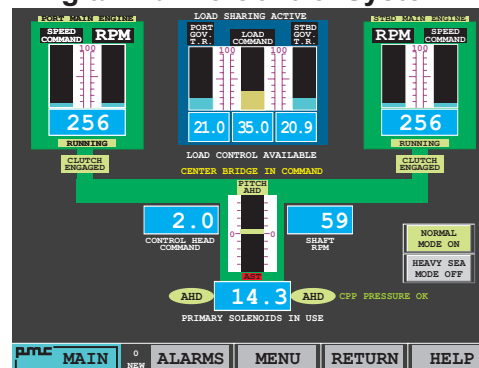 PORT MAIN ENGINE
LOAD SHARING ACTIVE
STBD MAIN ENGINE
SPEED COMMAND
RPM
PORT GOV. T.R.
LOAD COMMAND
STBD GOV. T.R.
RPM
SPEED COMMAND
100
100
100
100
256
21.0
35.0
20.9
256
RUNNING
RUNNING
CLUTCH ENGAGED
LOAD CONTROL AVAILABLE
CLUTCH ENGAGED
CENTER BRIDGE IN COMMAND
PITCH
AHD
100
2.0
59
CONTROL HEAD COMMAND
0
0
SHAFT RPM
NORMAL MODE ON
HEAVY SEA MODE OFF
AST
AHD
14.3
AHD
CPP PRESSURE OK
PRIMARY SOLENOIDS IN USE
pmc
MAIN
0 NEW
ALARMS
MENU
RETURN
HELP